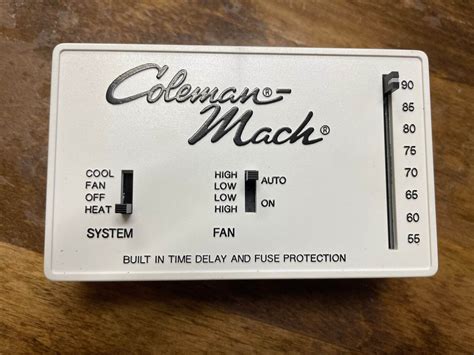 Coleman®-
Mach®
90
85
80
75
70
65
60
55
COOL
FAN
OFF
HEAT
SYSTEM
HIGH
LOW
AUTO
LOW
HIGH
ON
FAN
BUILT IN TIME DELAY AND FUSE PROTECTION